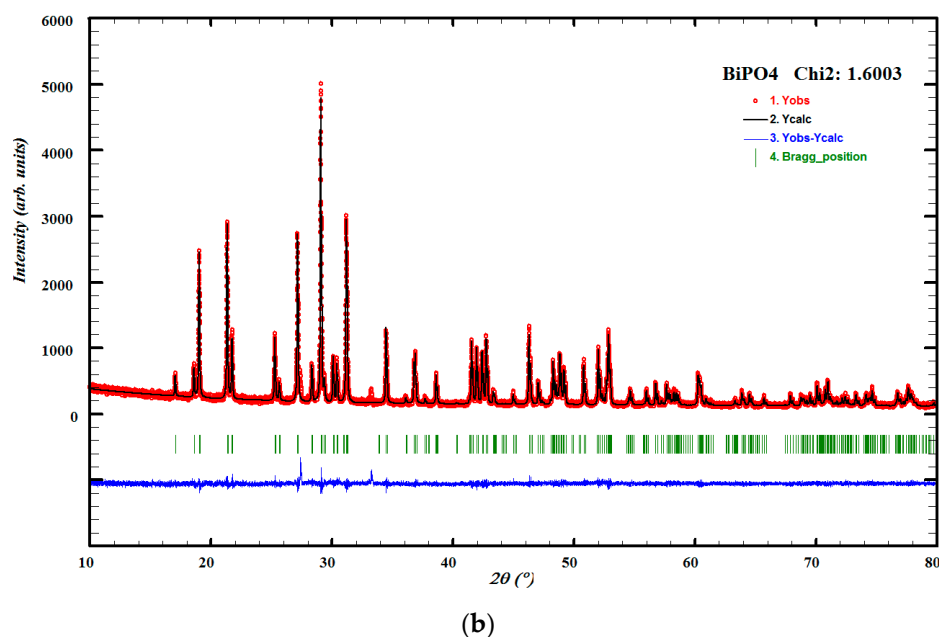 6000
BiPO4 Chi2: 1.6003
5000
1. Yobs
2. Ycalc
3. Yobs-Ycalc
4. Bragg_position
4000
3000
2000
1000
0
Intensity (arb. units)
10 20 30 40 50 60 70 80
2θ (°)
(b)